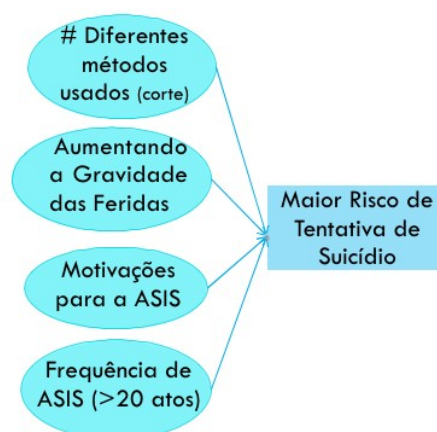 # Diferentes
métodos
usados (corte)
Aumentando
a Gravidade
das Feridas
Motivações
para a ASIS
Frequência de
ASIS (>20 atos)
Maior Risco de
Tentativa de
Suicídio